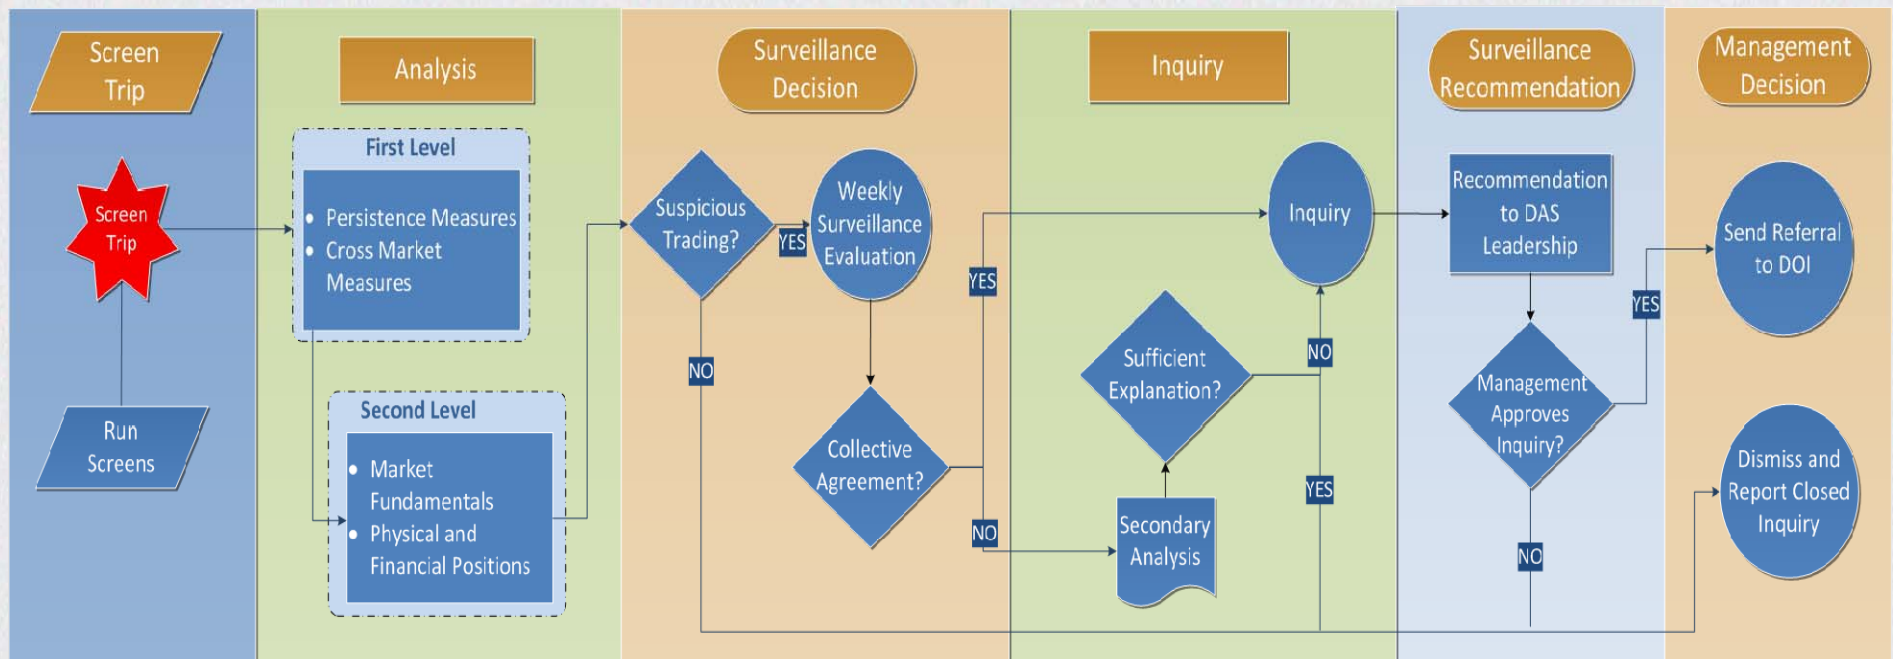 Screen
Trip
Analysis
Surveillance
Decision
Inquiry
Surveillance
Recommendation
Management
Decision
Screen
Trip
Run
Screens
First Level
• Persistence Measures
• Cross Market
Measures
Second Level
• Market
Fundamentals
• Physical and
Financial Positions
Suspicious
Trading?
YES
NO
Weekly
Surveillance
Evaluation
Collective
Agreement?
YES
NO
Secondary
Analysis
Sufficient
Explanation?
NO
YES
Inquiry
Recommendation
to DAS
Leadership
Management
Approves
Inquiry?
YES
NO
Send Referral
to DOI
Dismiss and
Report Closed
Inquiry